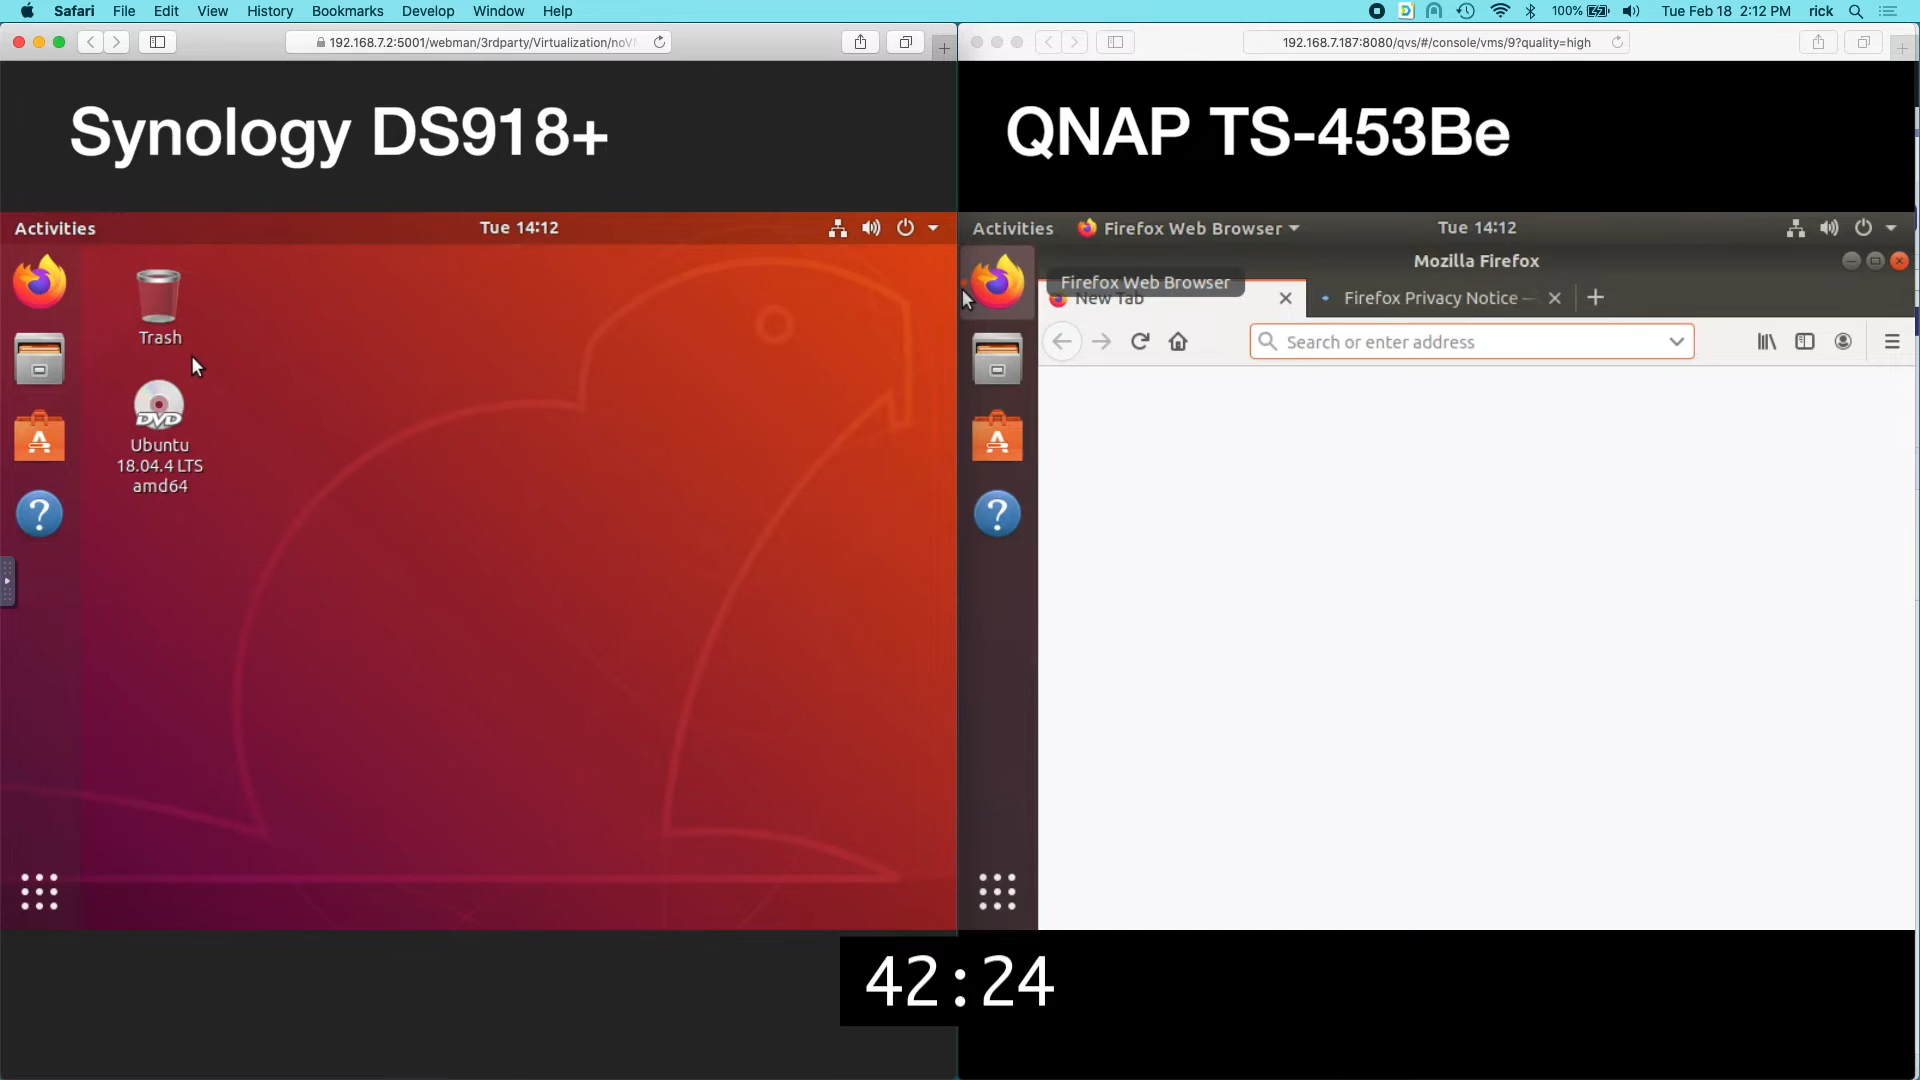 Safari File Edit View History Bookmarks Develop Window Help 100% Tue Feb 18 2:12 PM rick
192.168.7.2:5001/webman/3rdparty/Virtualization/noV
192.168.7.187:8080/qvs/#/console/vms/9?quality=high
Synology DS918+
QNAP TS-453Be
Activities Tue 14:12
Trash
DVD
Ubuntu
18.04.4 LTS
amd64
Activities Firefox Web Browser Tue 14:12
Mozilla Firefox
Firefox Web Browser
New Tab Firefox Privacy Notice —
Search or enter address
42:24